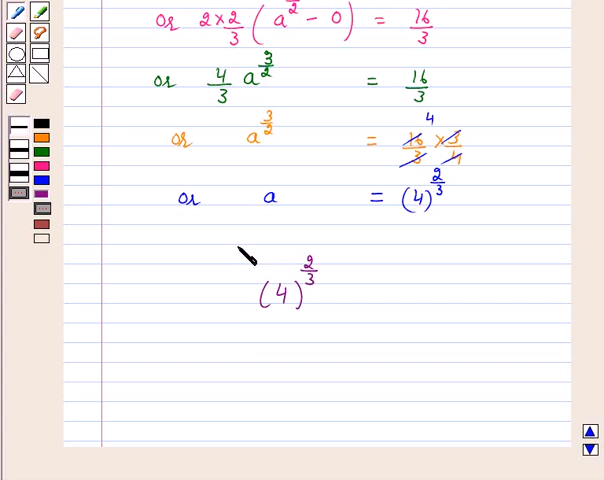 or 2×2/3 (a^3/2 − 0) = 16/3
or 4/3 a^3/2 = 16/3
or a^3/2 = 16/3 × 3/4 4
or a = (4)^2/3
(4)^2/3